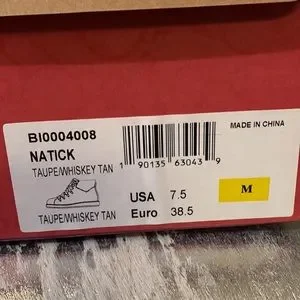 BI0004008
NATICK
TAUPE/WHISKEY TAN
MADE IN CHINA
1 90135 63043 9
USA 7.5
M
TAUPE/WHISKEY TAN
Euro 38.5